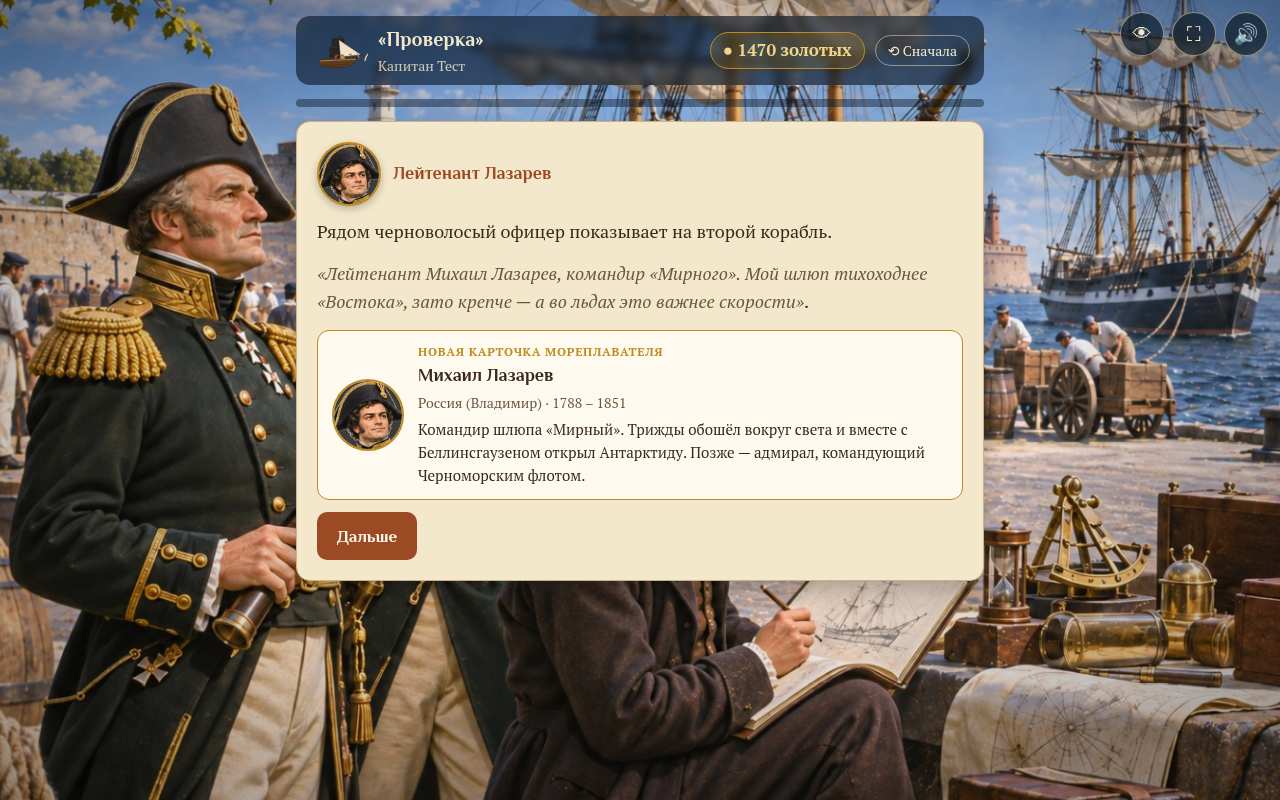 «Проверка»
Капитан Тест
● 1470 золотых
⟲ Сначала
Лейтенант Лазарев
Рядом черноволосый офицер показывает на второй корабль.
«Лейтенант Михаил Лазарев, командир «Мирного». Мой шлюп тихоходнее
«Востока», зато крепче — а во льдах это важнее скорости».
НОВАЯ КАРТОЧКА МОРЕПЛАВАТЕЛЯ
Михаил Лазарев
Россия (Владимир) · 1788 – 1851
Командир шлюпа «Мирный». Трижды обошёл вокруг света и вместе с
Беллинсгаузеном открыл Антарктиду. Позже — адмирал, командующий
Черноморским флотом.
Дальше